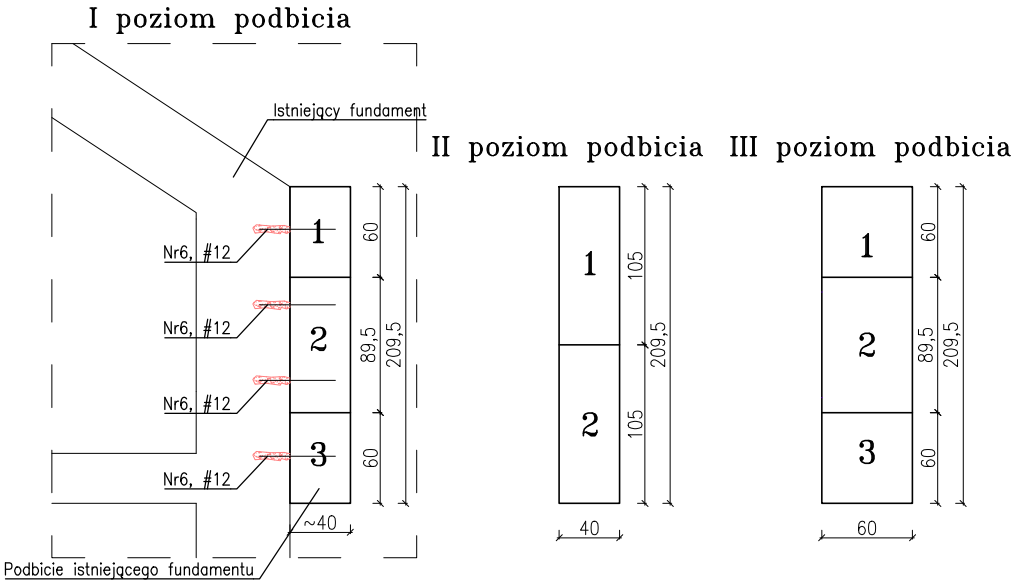 I poziom podbicia
Istniejący fundament
II poziom podbicia
III poziom podbicia
1
60
Nr6, #12
Nr6, #12
2
89,5
209,5
Nr6, #12
3
60
Nr6, #12
~40
Podbicie istniejącego fundamentu
1
105
209,5
2
105
40
1
60
2
89,5
209,5
3
60
60